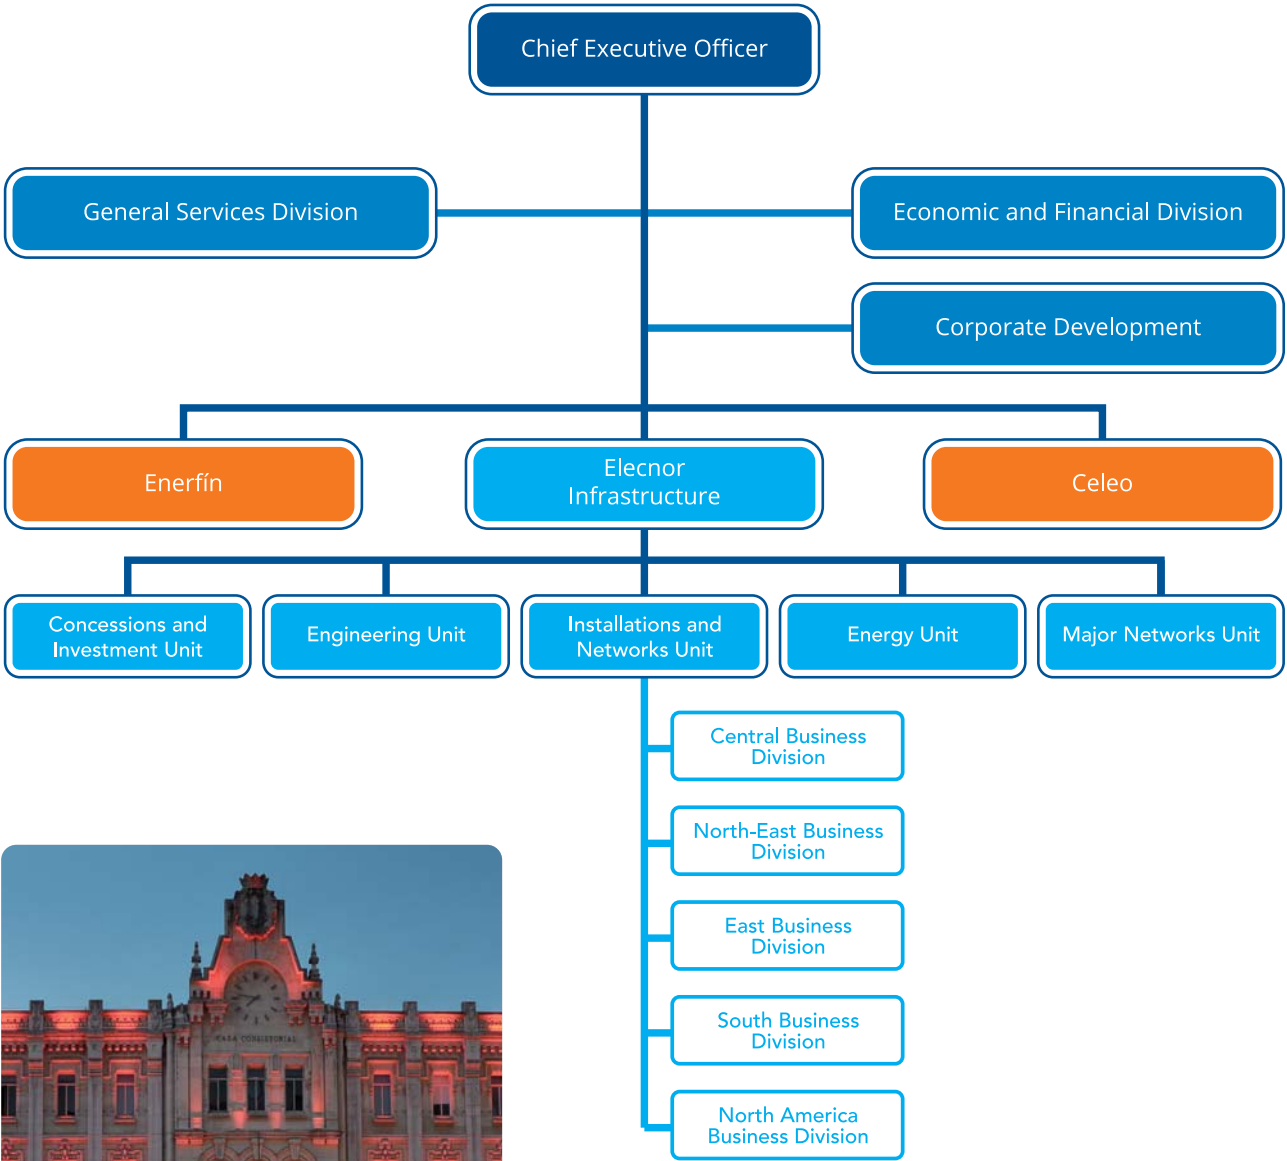 Chief Executive Officer
General Services Division
Economic and Financial Division
Corporate Development
Enerfín
Elecnor
Infrastructure
Celeo
Concessions and
Investment Unit
Engineering Unit
Installations and
Networks Unit
Energy Unit
Major Networks Unit
Central Business
Division
North-East Business
Division
East Business
Division
South Business
Division
North America
Business Division
CASA CONSISTORIAL